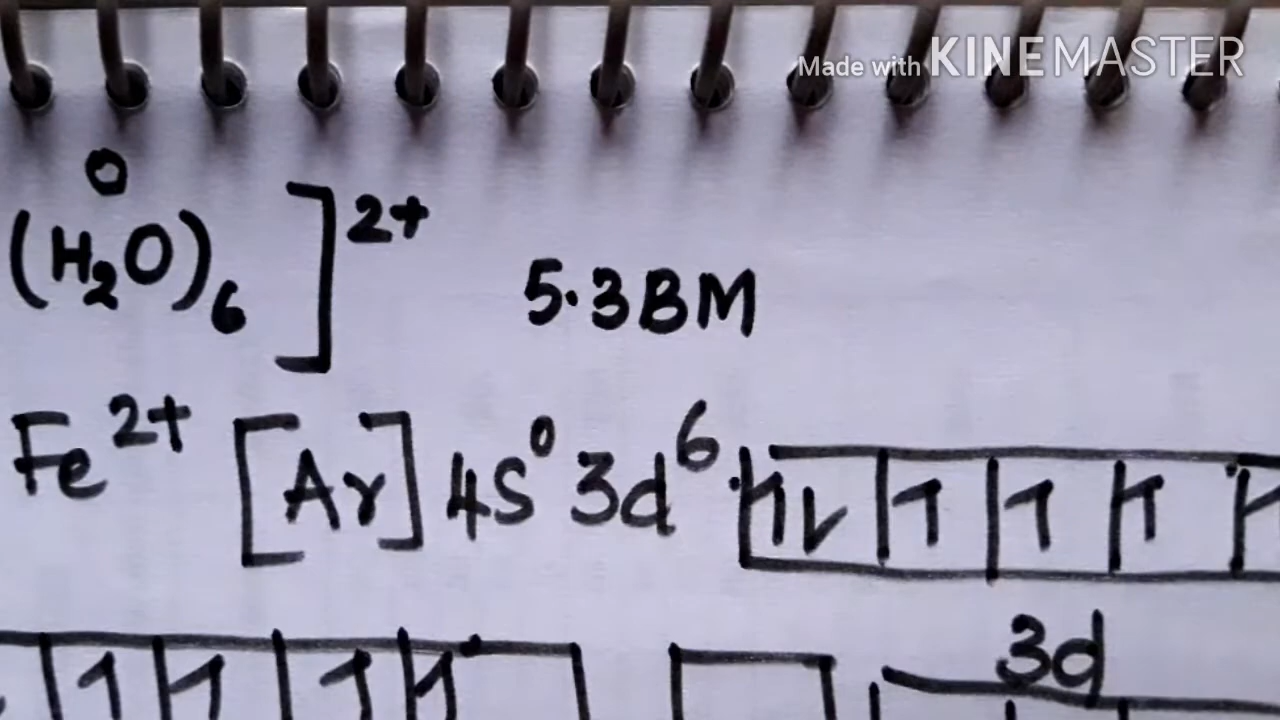 Made with KINEMASTER
0
(H₂O)₆]²⁺ 5.3BM
Fe²⁺ [Ar] 4S⁰ 3d⁶ ↿⇂ ↿ ↿ ↿ ↿
3d
↿ ↿ ↿ ↿